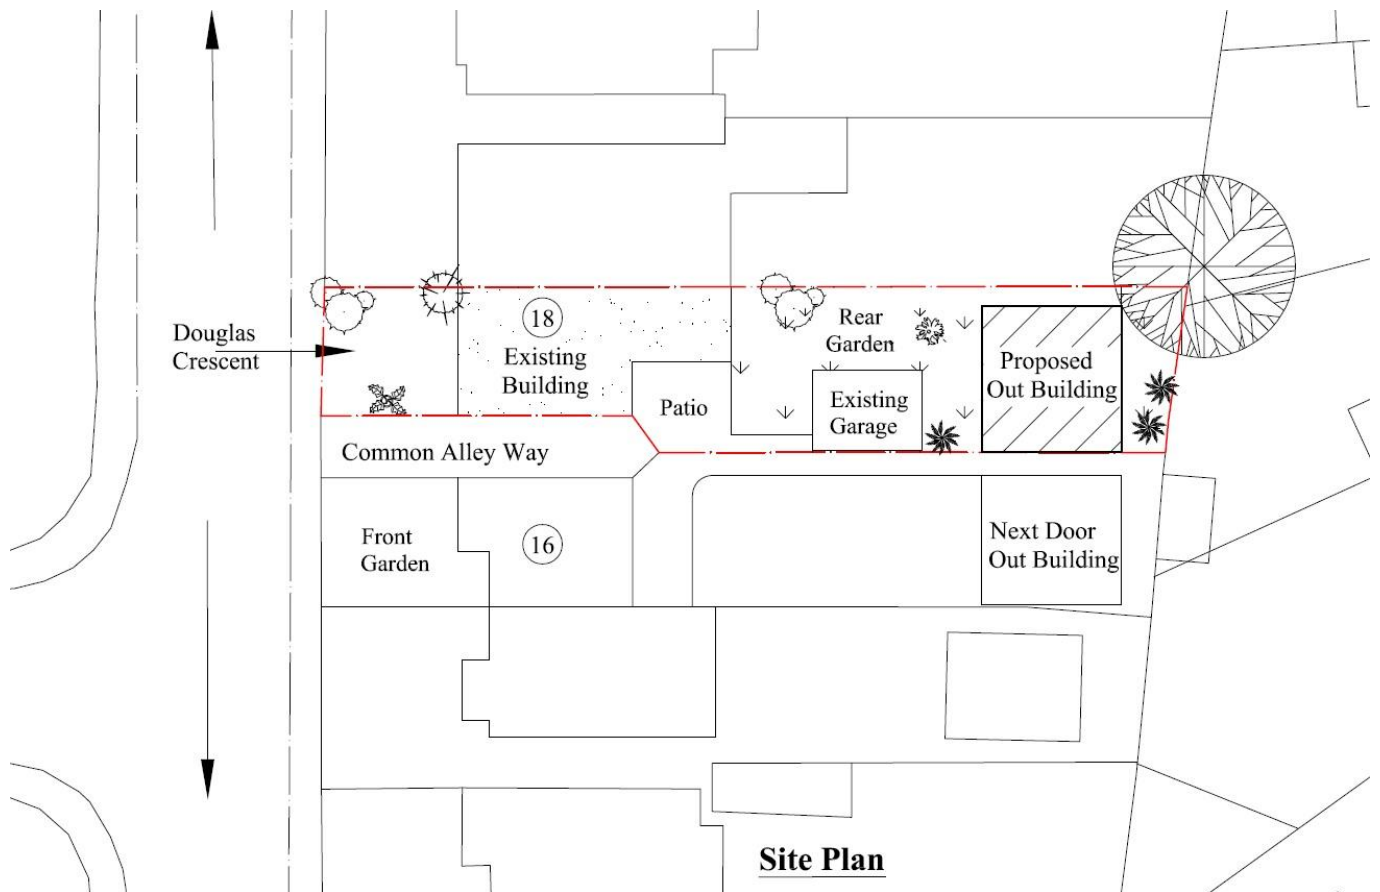 Douglas
Crescent
18
Existing
Building
Patio
Rear
Garden
Existing
Garage
Proposed
Out Building
Common Alley Way
Front
Garden
16
Next Door
Out Building
Site Plan